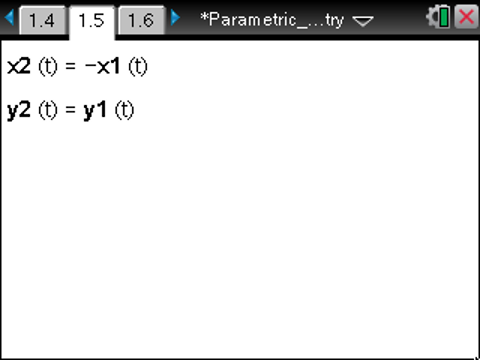 1.4 1.5 1.6 *Parametric_...try
x2 (t) = −x1 (t)
y2 (t) = y1 (t)